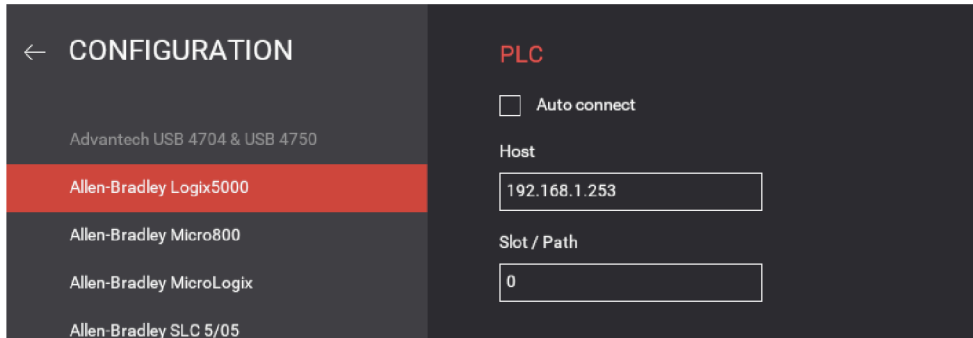 CONFIGURATION
Advantech USB 4704 & USB 4750
Allen-Bradley Logix5000
Allen-Bradley Micro800
Allen-Bradley MicroLogix
Allen-Bradley SLC 5/05
PLC
Auto connect
Host
192.168.1.253
Slot / Path
0